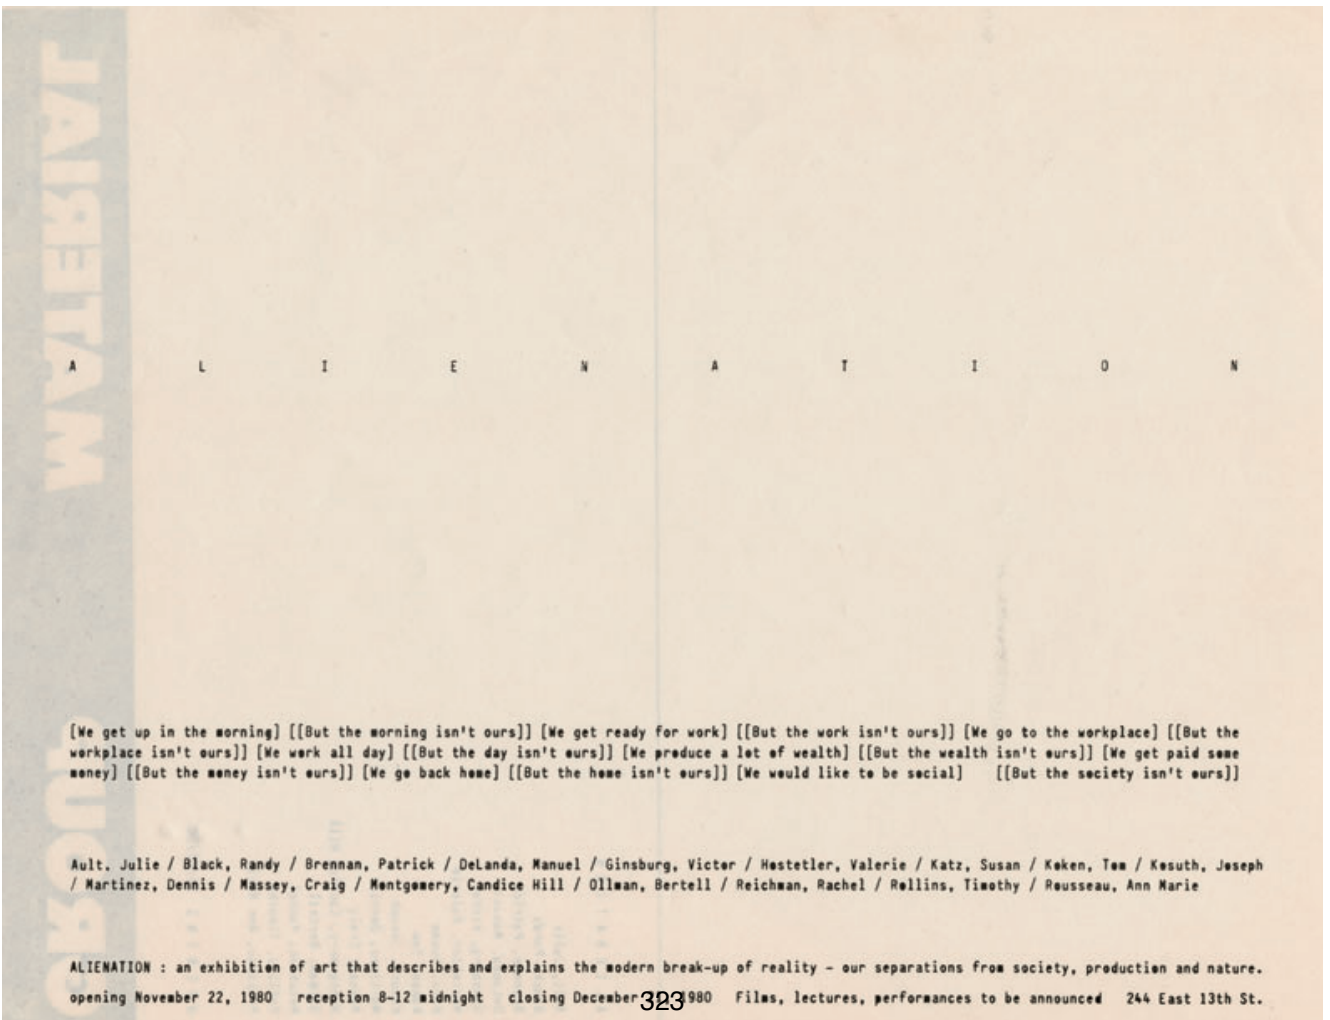 MATERIAL
GROUP
A L I E N A T I O N
[We get up in the morning] [[But the morning isn't ours]] [We get ready for work] [[But the work isn't ours]] [We go to the workplace] [[But the
workplace isn't ours]] [We work all day] [[But the day isn't ours]] [We produce a lot of wealth] [[But the wealth isn't ours]] [We get paid some
money] [[But the money isn't ours]] [We go back home] [[But the home isn't ours]] [We would like to be social] [[But the society isn't ours]]
Ault, Julie / Black, Randy / Brennan, Patrick / DeLanda, Manuel / Ginsburg, Victor / Hostetler, Valerie / Katz, Susan / Koken, Tom / Kosuth, Joseph
/ Martinez, Dennis / Massey, Craig / Montgomery, Candice Hill / Ollman, Bertell / Reichman, Rachel / Rollins, Timothy / Rousseau, Ann Marie
ALIENATION : an exhibition of art that describes and explains the modern break-up of reality - our separations from society, production and nature.
opening November 22, 1980 reception 8-12 midnight closing December 1980 Films, lectures, performances to be announced 244 East 13th St.
323